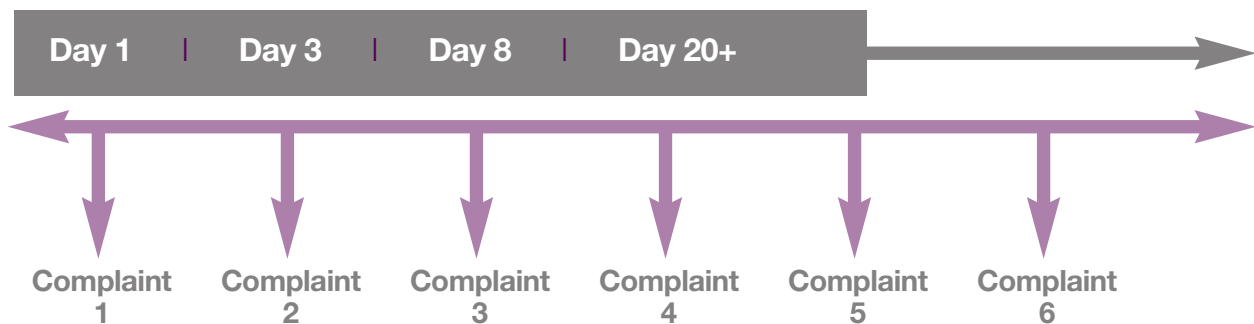 Day 1 | Day 3 | Day 8 | Day 20+
Complaint 1
Complaint 2
Complaint 3
Complaint 4
Complaint 5
Complaint 6